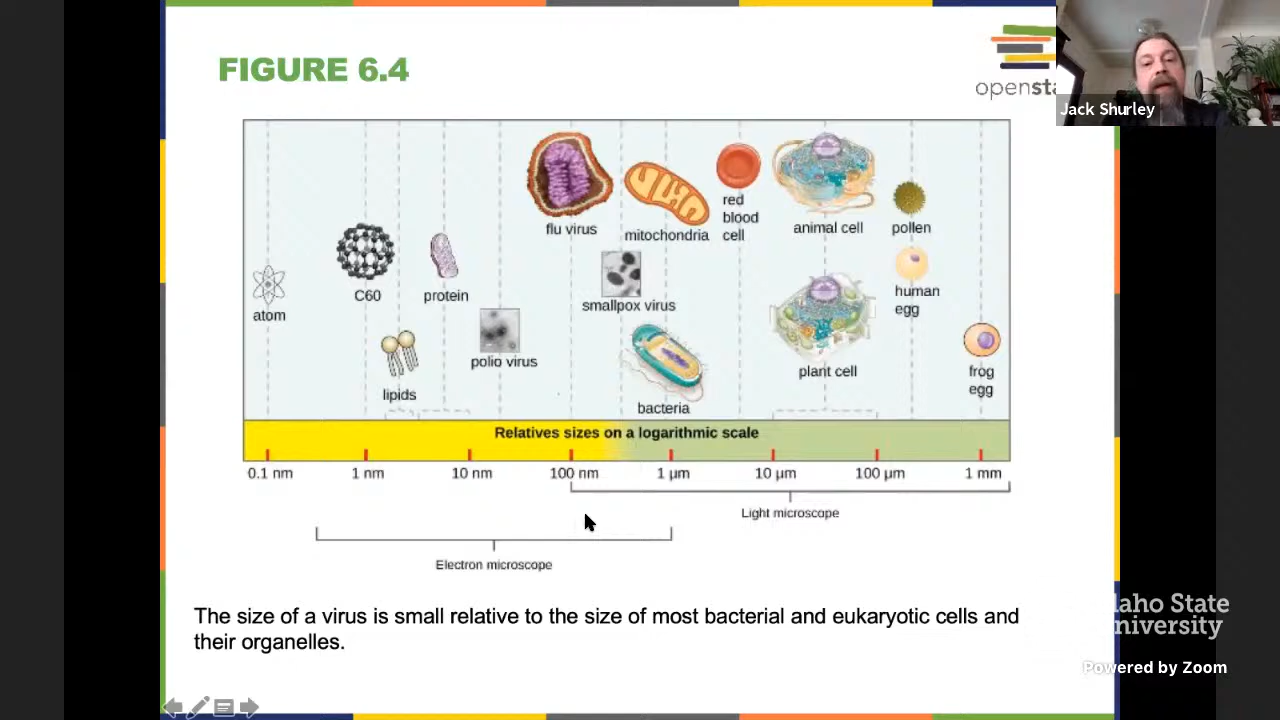 FIGURE 6.4
opensta
Jack Shurley
flu virus
mitochondria
red
blood
cell
animal cell
pollen
atom
C60
protein
smallpox virus
human
egg
lipids
polio virus
plant cell
frog
egg
bacteria
Relatives sizes on a logarithmic scale
0.1 nm 1 nm 10 nm 100 nm 1 μm 10 μm 100 μm 1 mm
Light microscope
Electron microscope
The size of a virus is small relative to the size of most bacterial and eukaryotic cells and
their organelles.
daho State
niversity
Powered by Zoom